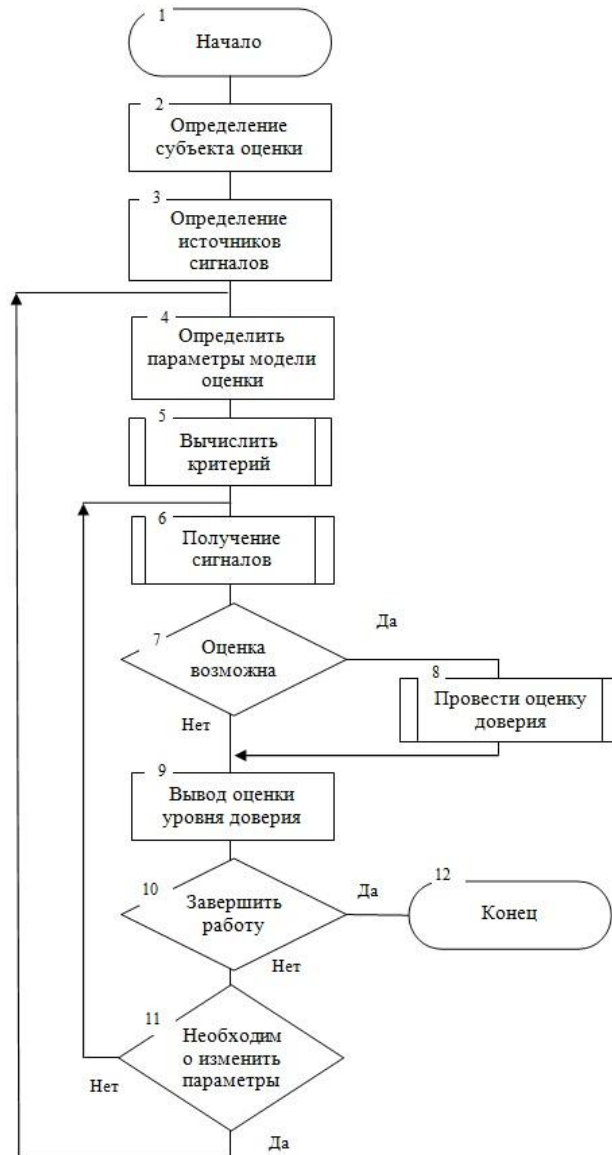 1
Начало
2
Определение
субъекта оценки
3
Определение
источников
сигналов
4
Определить
параметры модели
оценки
5
Вычислить
критерий
6
Получение
сигналов
7
Оценка
возможна
Да
Нет
8
Провести оценку
доверия
9
Вывод оценки
уровня доверия
10
Завершить
работу
Да
Нет
12
Конец
11
Необходим
о изменить
параметры
Нет
Да